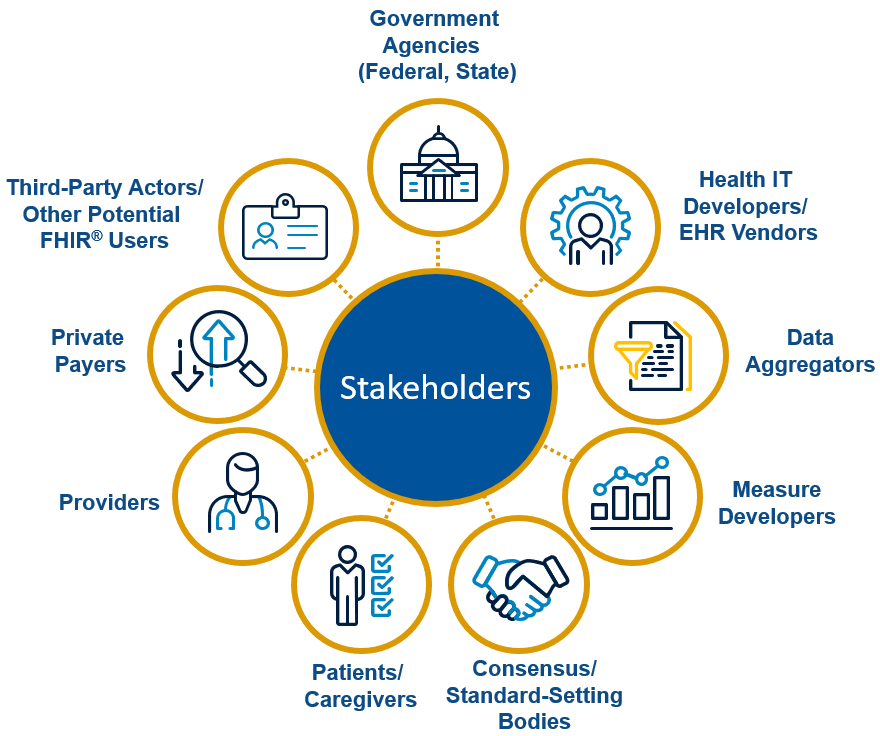 Government
Agencies
(Federal, State)
Health IT
Developers/
EHR Vendors
Data
Aggregators
Measure
Developers
Consensus/
Standard-Setting
Bodies
Patients/
Caregivers
Providers
Private
Payers
Third-Party Actors/
Other Potential
FHIR® Users
Stakeholders